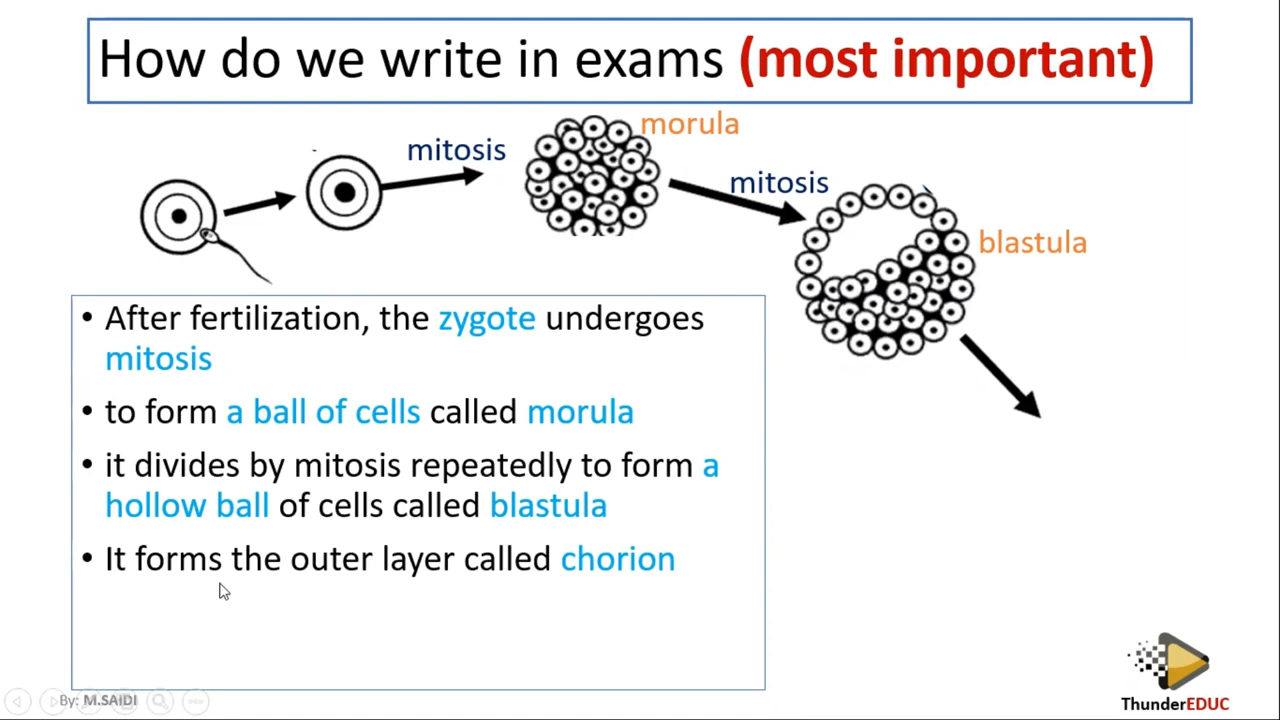 How do we write in exams (most important)
morula
mitosis
mitosis
blastula
• After fertilization, the zygote undergoes
mitosis
• to form a ball of cells called morula
• it divides by mitosis repeatedly to form a
hollow ball of cells called blastula
• It forms the outer layer called chorion
By: M.SAIDI
ThunderEDUC